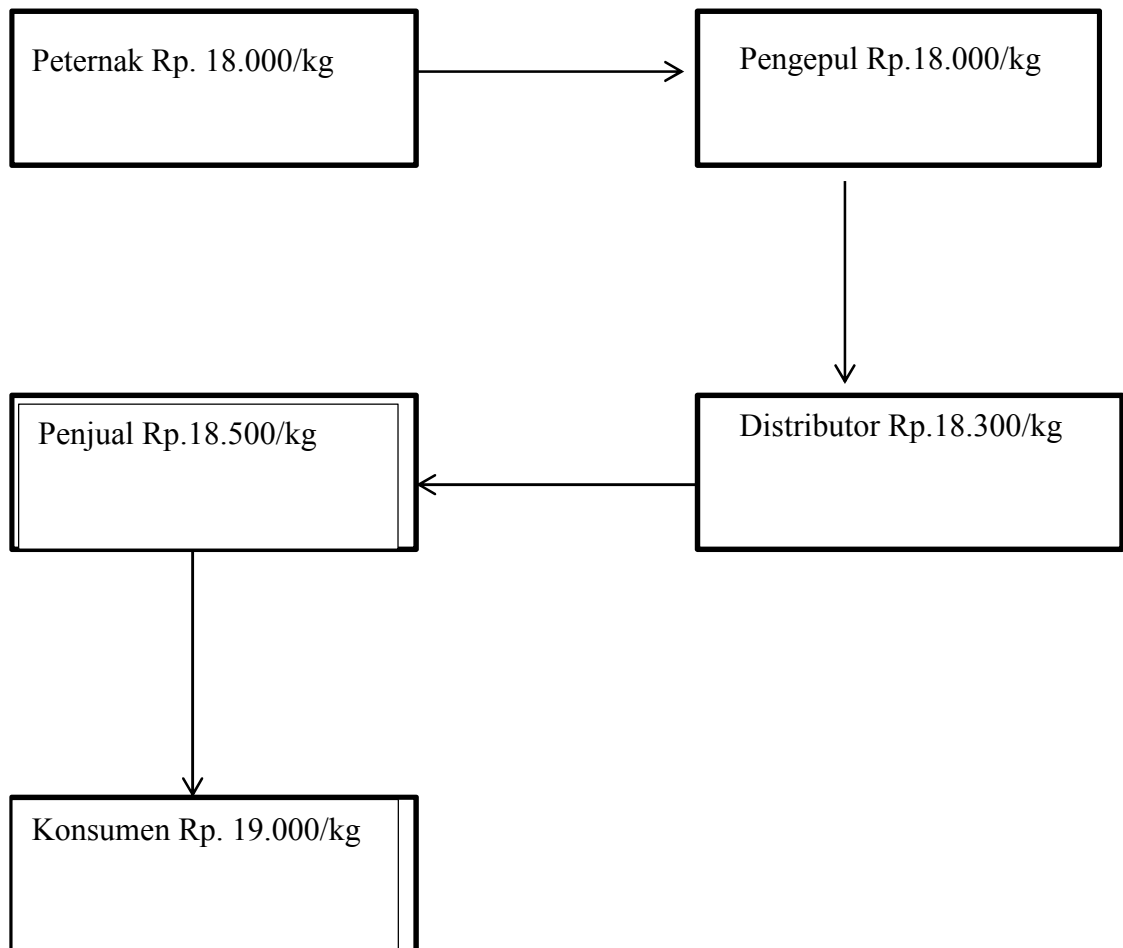 Peternak Rp. 18.000/kg
Pengepul Rp.18.000/kg
Distributor Rp.18.300/kg
Penjual Rp.18.500/kg
Konsumen Rp. 19.000/kg